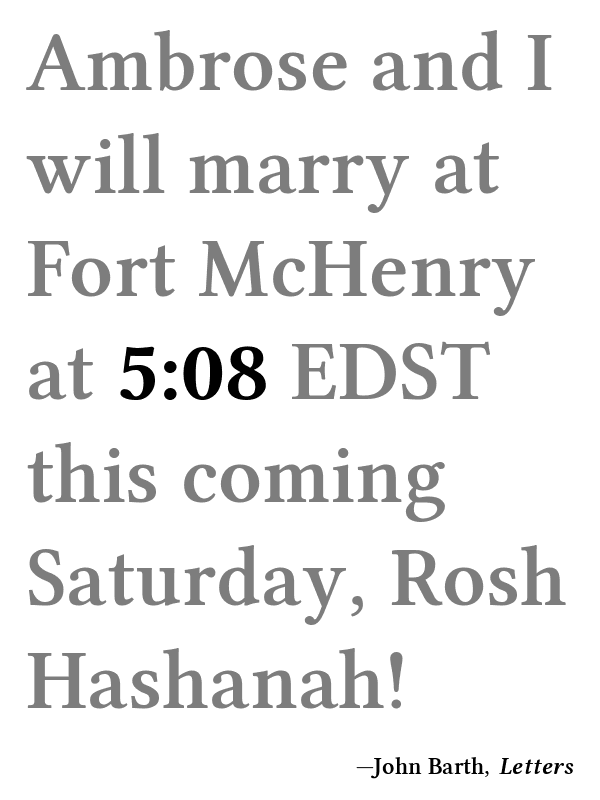 Ambrose and I
will marry at
Fort McHenry
at 5:08 EDST
this coming
Saturday, Rosh
Hashanah!
—John Barth, Letters